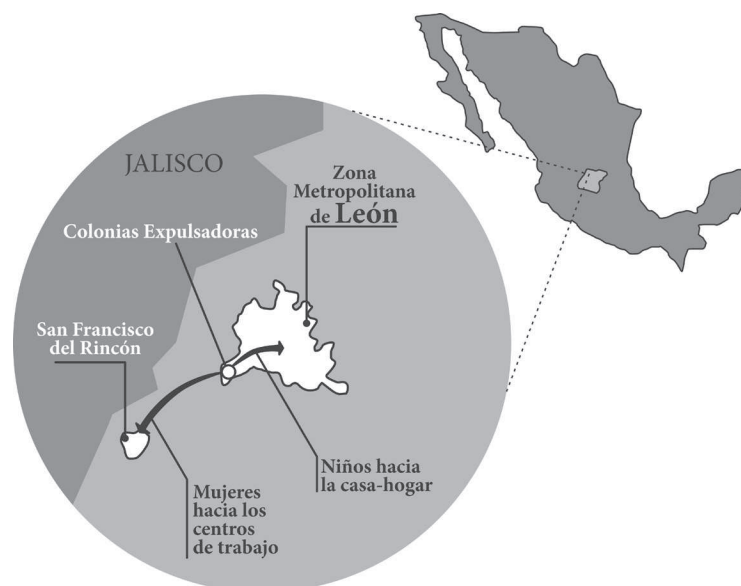 JALISCO
Zona
Metropolitana
de León
Colonias Expulsadoras
San Francisco
del Rincón
Niños hacia
la casa-hogar
Mujeres
hacia los
centros
de trabajo